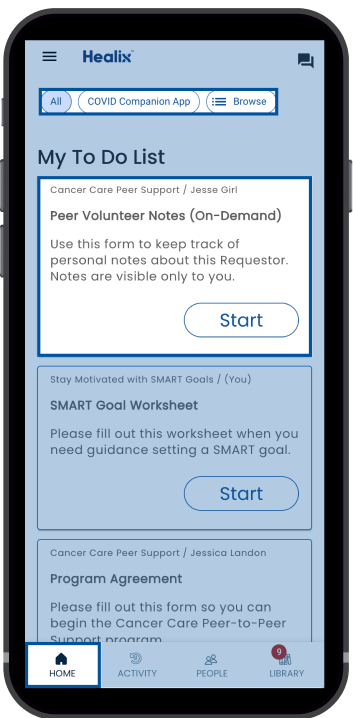 Healix™
All
COVID Companion App
Browse
My To Do List
Cancer Care Peer Support / Jesse Girl
Peer Volunteer Notes (On-Demand)
Use this form to keep track of
personal notes about this Requestor.
Notes are visible only to you.
Start
Stay Motivated with SMART Goals / (You)
SMART Goal Worksheet
Please fill out this worksheet when you
need guidance setting a SMART goal.
Start
Cancer Care Peer Support / Jessica Landon
Program Agreement
Please fill out this form so you can
begin the Cancer Care Peer-to-Peer
Support program
HOME
ACTIVITY
PEOPLE
9
LIBRARY